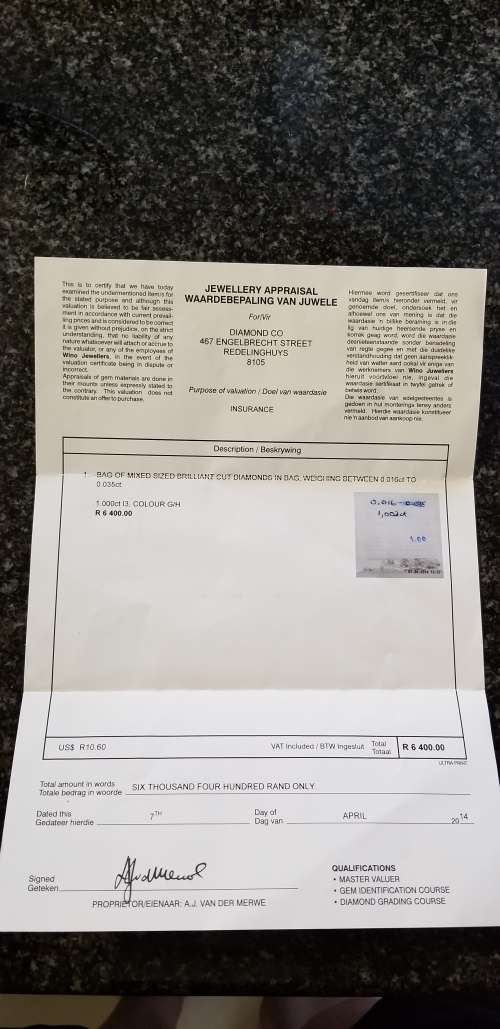 This is to certify that we have today
examined the undermentioned item/s for
the stated purpose and although this
valuation is believed to be fair assess-
ment in accordance with current prevail-
ing prices and is considered to be correct
it is given without prejudice, on the strict
understanding, that no liability of any
nature whatsoever will attach or accrue to
the valuator, or any of the employees of
Wino Jewellers, in the event of the
valuation certificate being in dispute or
incorrect.
Appraisals of gem materials are done in
their mounts unless expressly stated to
the contrary. This valuation does not
constitute an offer to purchase.
JEWELLERY APPRAISAL
WAARDEBEPALING VAN JUWELE
For/Vir
DIAMOND CO
467 ENGELBRECHT STREET
REDELINGHUYS
8105
Purpose of valuation / Doel van waardasie
INSURANCE
Hiermee word gesertifiseer dat ons
vandag item/s hieronder vermeld, vir
genoemde doel, ondersoek het en
alhoewel ons van mening is dat die
waardasie 'n billike beraming is in die
lig van huidige heersende pryse en
korrek geag word, word die waardasie
desnieteenstaande sonder benadeling
van regte gegee en met die duidelike
verstandhouding dat geen aanspreeklik-
heid van watter aard ookal vir enige van
die werknemers van Wino Juweliers
hieruit voortvloei nie, ingeval die
waardasie sertifikaat in twyfel getrek of
verkeerd is.
Die waardasie van edelgesteentes is
gedoen in hul monterings tensy anders
vermeld. Hierdie waardasie konstitueer
nie 'n aanbod van aankoop nie.
Description / Beskrywing
1 BAG OF MIXED SIZED BRILLIANT CUT DIAMONDS IN BAG, WEIGHING BETWEEN 0.016ct TO
0.035ct
1.000ct I3, COLOUR G/H
R 6 400.00
1.00
US$ R10.60
VAT Included / BTW Ingesluit
Total
Totaal
R 6 400.00
ULTRA PRINT
Total amount in words
Totale bedrag in woorde
SIX THOUSAND FOUR HUNDRED RAND ONLY
Dated this
Gedateer hierdie
7TH
Day of
Dag van
APRIL
2014
Signed
Geteken
PROPRIETOR/EIENAAR: A.J. VAN DER MERWE
QUALIFICATIONS
• MASTER VALUER
• GEM IDENTIFICATION COURSE
• DIAMOND GRADING COURSE